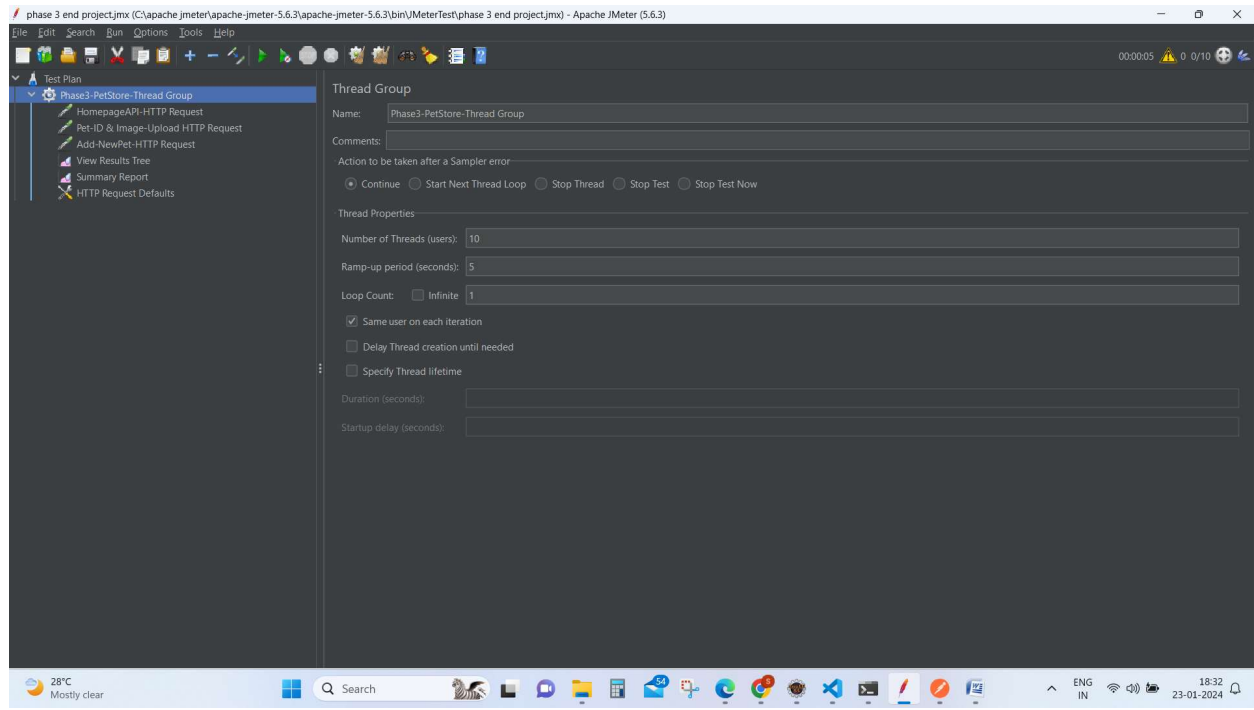 phase 3 end project.jmx (C:\apache jmeter\apache-jmeter-5.6.3\apache-jmeter-5.6.3\bin\JMeterTest\phase 3 end project.jmx) - Apache JMeter (5.6.3)
File Edit Search Run Options Tools Help
00:00:05 0 0/10
Test Plan
Phase3-PetStore-Thread Group
HomepageAPI-HTTP Request
Pet-ID & Image-Upload HTTP Request
Add-NewPet-HTTP Request
View Results Tree
Summary Report
HTTP Request Defaults
Thread Group
Name: Phase3-PetStore-Thread Group
Comments:
Action to be taken after a Sampler error
Continue Start Next Thread Loop Stop Thread Stop Test Stop Test Now
Thread Properties
Number of Threads (users): 10
Ramp-up period (seconds): 5
Loop Count: Infinite 1
Same user on each iteration
Delay Thread creation until needed
Specify Thread lifetime
Duration (seconds):
Startup delay (seconds):
28°C
Mostly clear
Search
54
ENG
IN
18:32
23-01-2024